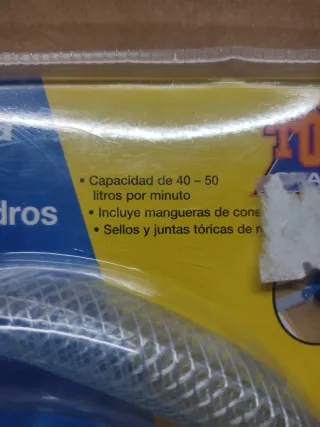 • Capacidad de 40 – 50
litros por minuto
dros
• Incluye mangueras de cone
• Sellos y juntas tóricas de